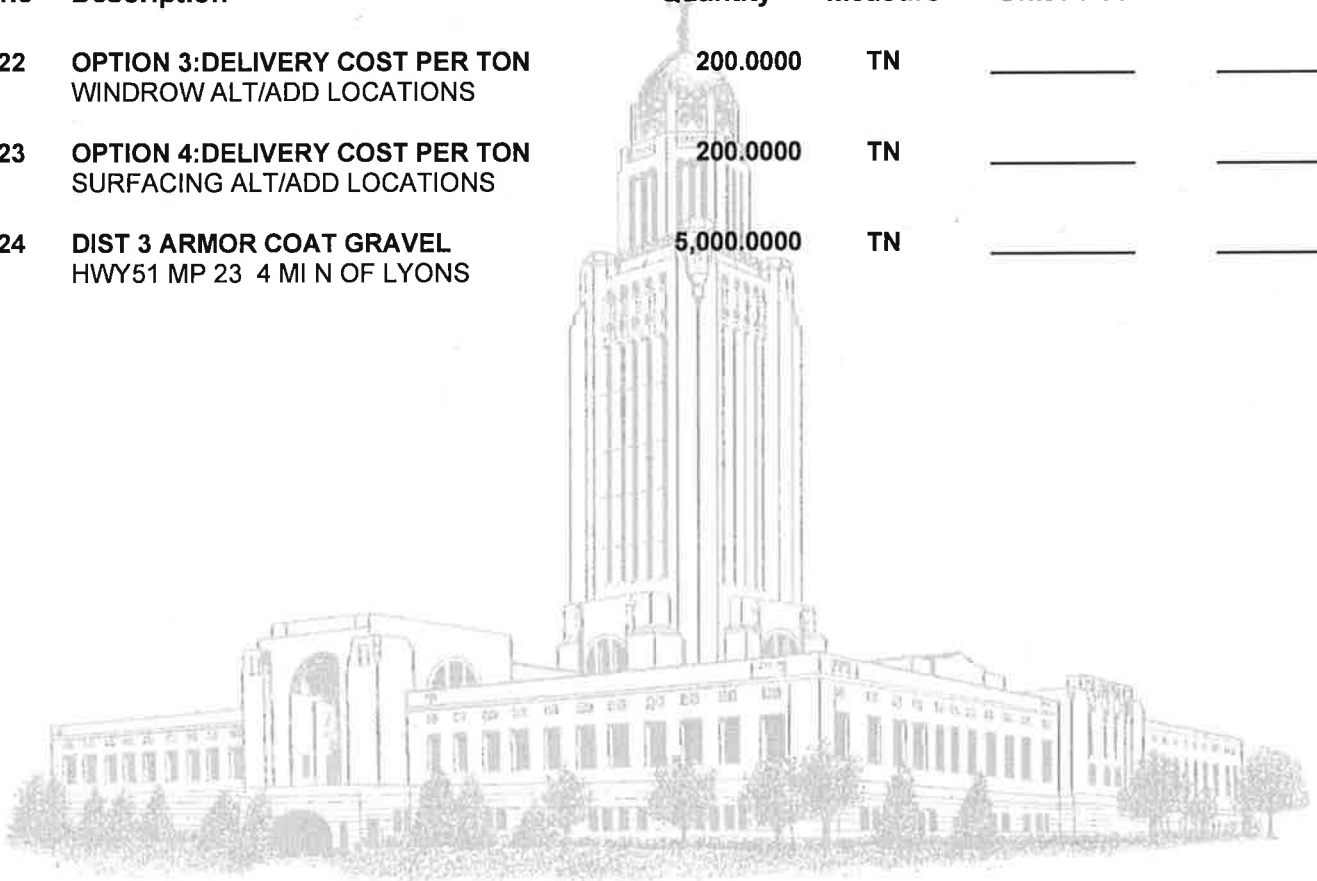 22 OPTION 3:DELIVERY COST PER TON 200.0000 TN
WINDROW ALT/ADD LOCATIONS
23 OPTION 4:DELIVERY COST PER TON 200.0000 TN
SURFACING ALT/ADD LOCATIONS
24 DIST 3 ARMOR COAT GRAVEL 5,000.0000 TN
HWY51 MP 23 4 MI N OF LYONS